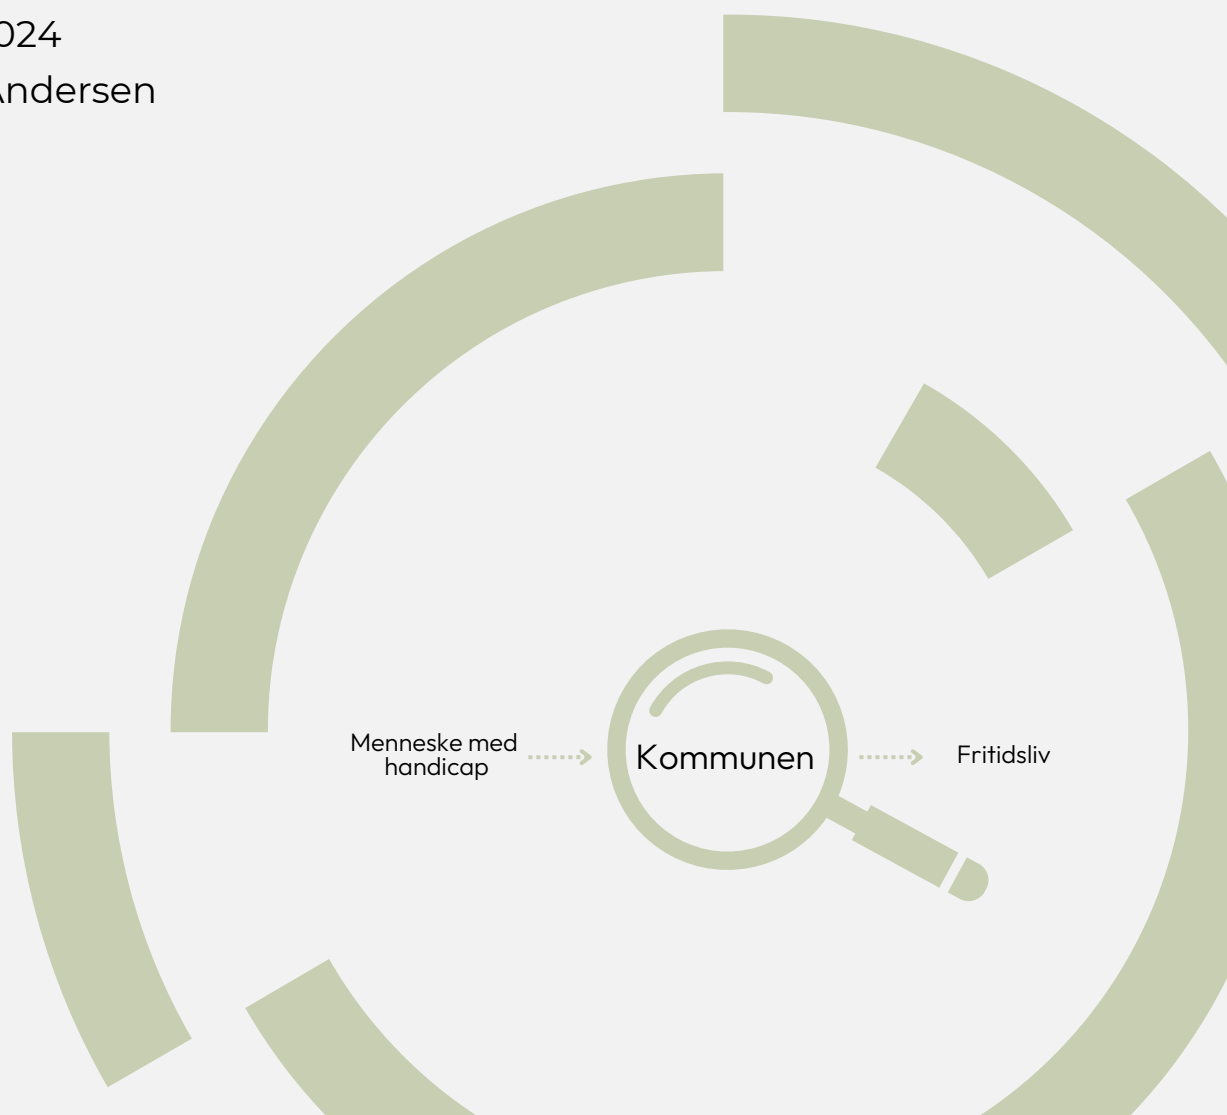 024
Andersen
Menneske med
handicap
Kommunen
Fritidsliv